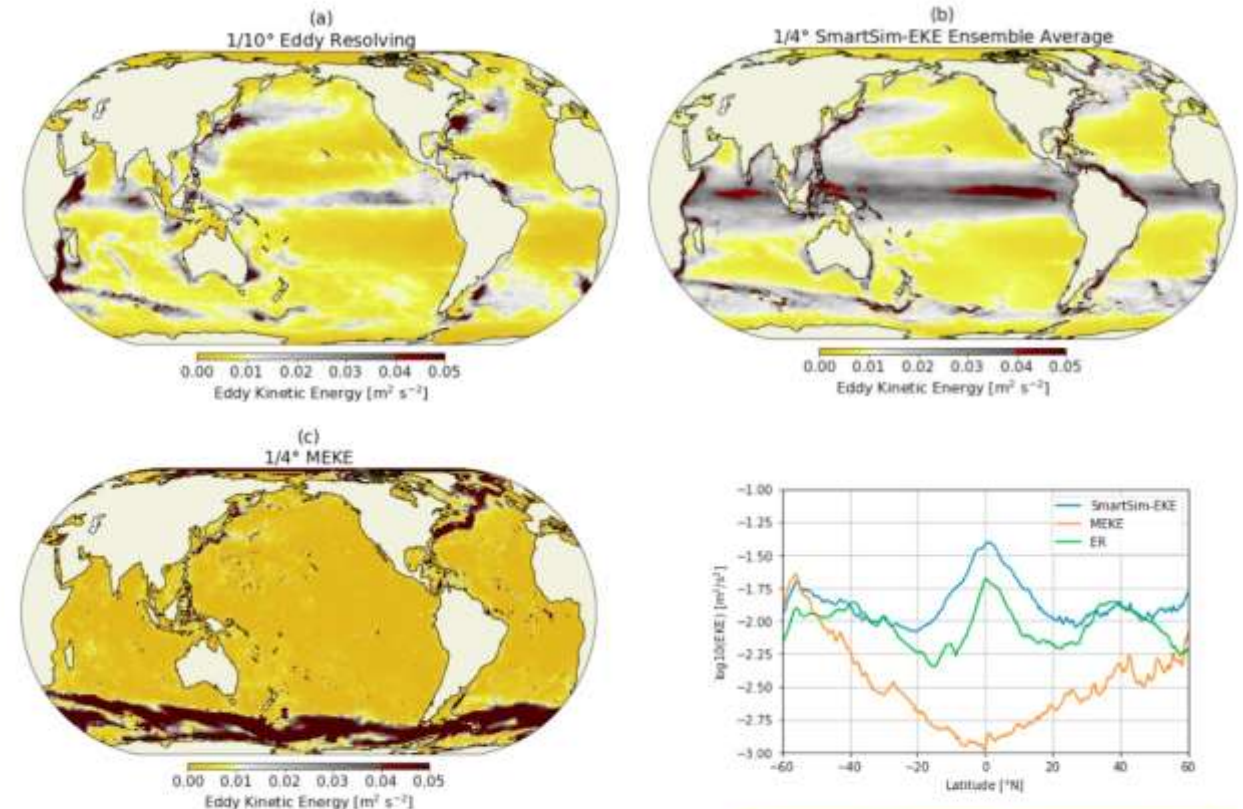 (a)
1/10° Eddy Resolving
0.00 0.01 0.02 0.03 0.04 0.05
Eddy Kinetic Energy [m² s⁻²]
(b)
1/4° SmartSim-EKE Ensemble Average
0.00 0.01 0.02 0.03 0.04 0.05
Eddy Kinetic Energy [m² s⁻²]
(c)
1/4° MEKE
0.00 0.01 0.02 0.03 0.04 0.05
Eddy Kinetic Energy [m² s⁻²]
log10(EKE) [m²/s²]
−1.00
−1.25
−1.50
−1.75
−2.00
−2.25
−2.50
−2.75
−3.00
SmartSim-EKE
MEKE
ER
−60 −40 −20 0 20 40 60
Latitude [°N]